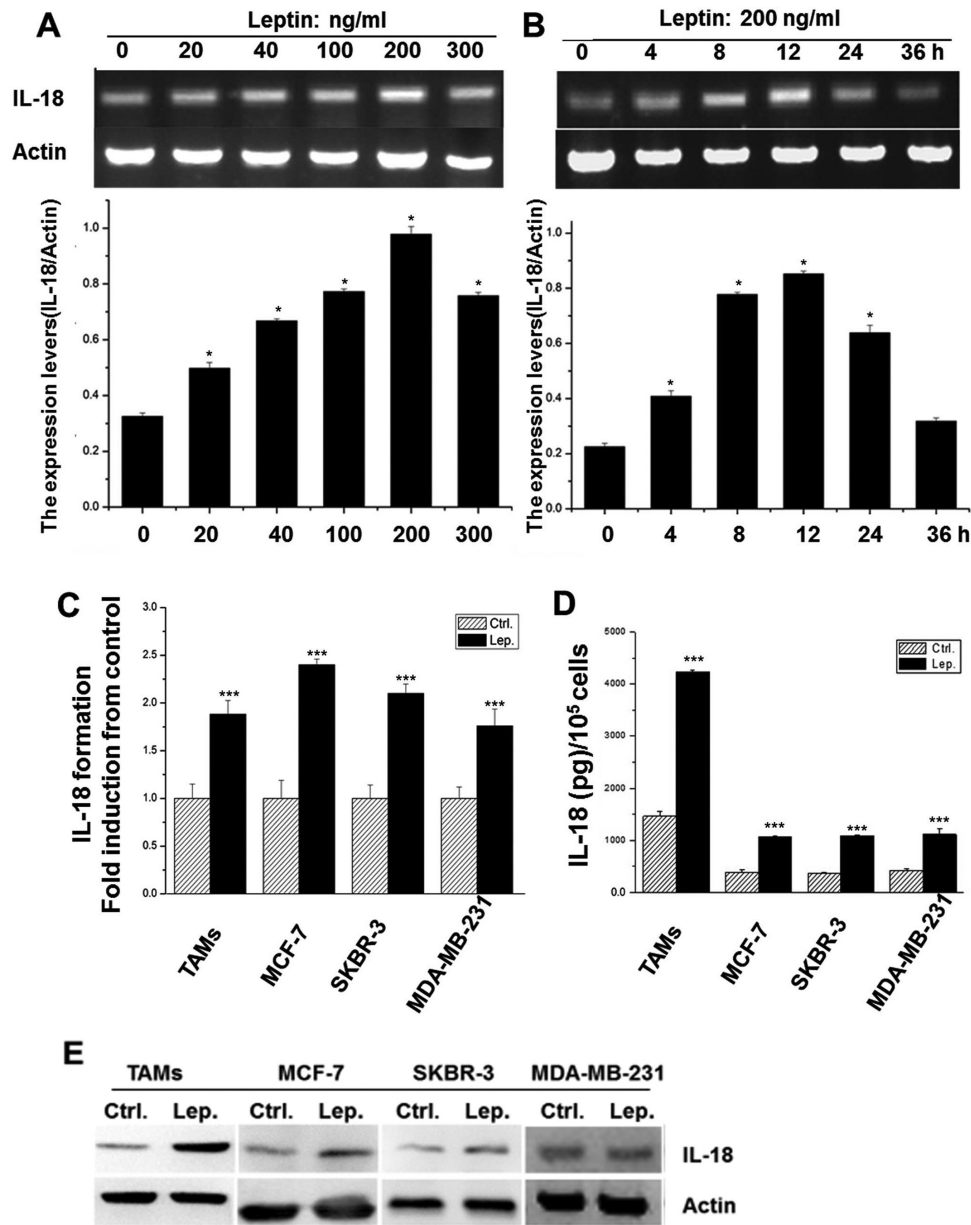 A
Leptin: ng/ml
0 20 40 100 200 300
IL-18
Actin
The expression levers(IL-18/Actin)
1.0
0.8
0.6
0.4
0.2
0.0
* * * * *
0 20 40 100 200 300
B
Leptin: 200 ng/ml
0 4 8 12 24 36 h
The expression levers(IL-18/Actin)
1.0
0.8
0.6
0.4
0.2
0.0
* * * *
0 4 8 12 24 36 h
C
IL-18 formation
Fold induction from control
3.0
2.5
2.0
1.5
1.0
0.5
0.0
Ctrl.
Lep.
*** *** *** ***
TAMs
MCF-7
SKBR-3
MDA-MB-231
D
IL-18 (pg)/10⁵ cells
5000
4000
3000
2000
1000
0.0
Ctrl.
Lep.
*** *** *** ***
TAMs
MCF-7
SKBR-3
MDA-MB-231
E
TAMs MCF-7 SKBR-3 MDA-MB-231
Ctrl. Lep. Ctrl. Lep. Ctrl. Lep. Ctrl. Lep.
IL-18
Actin